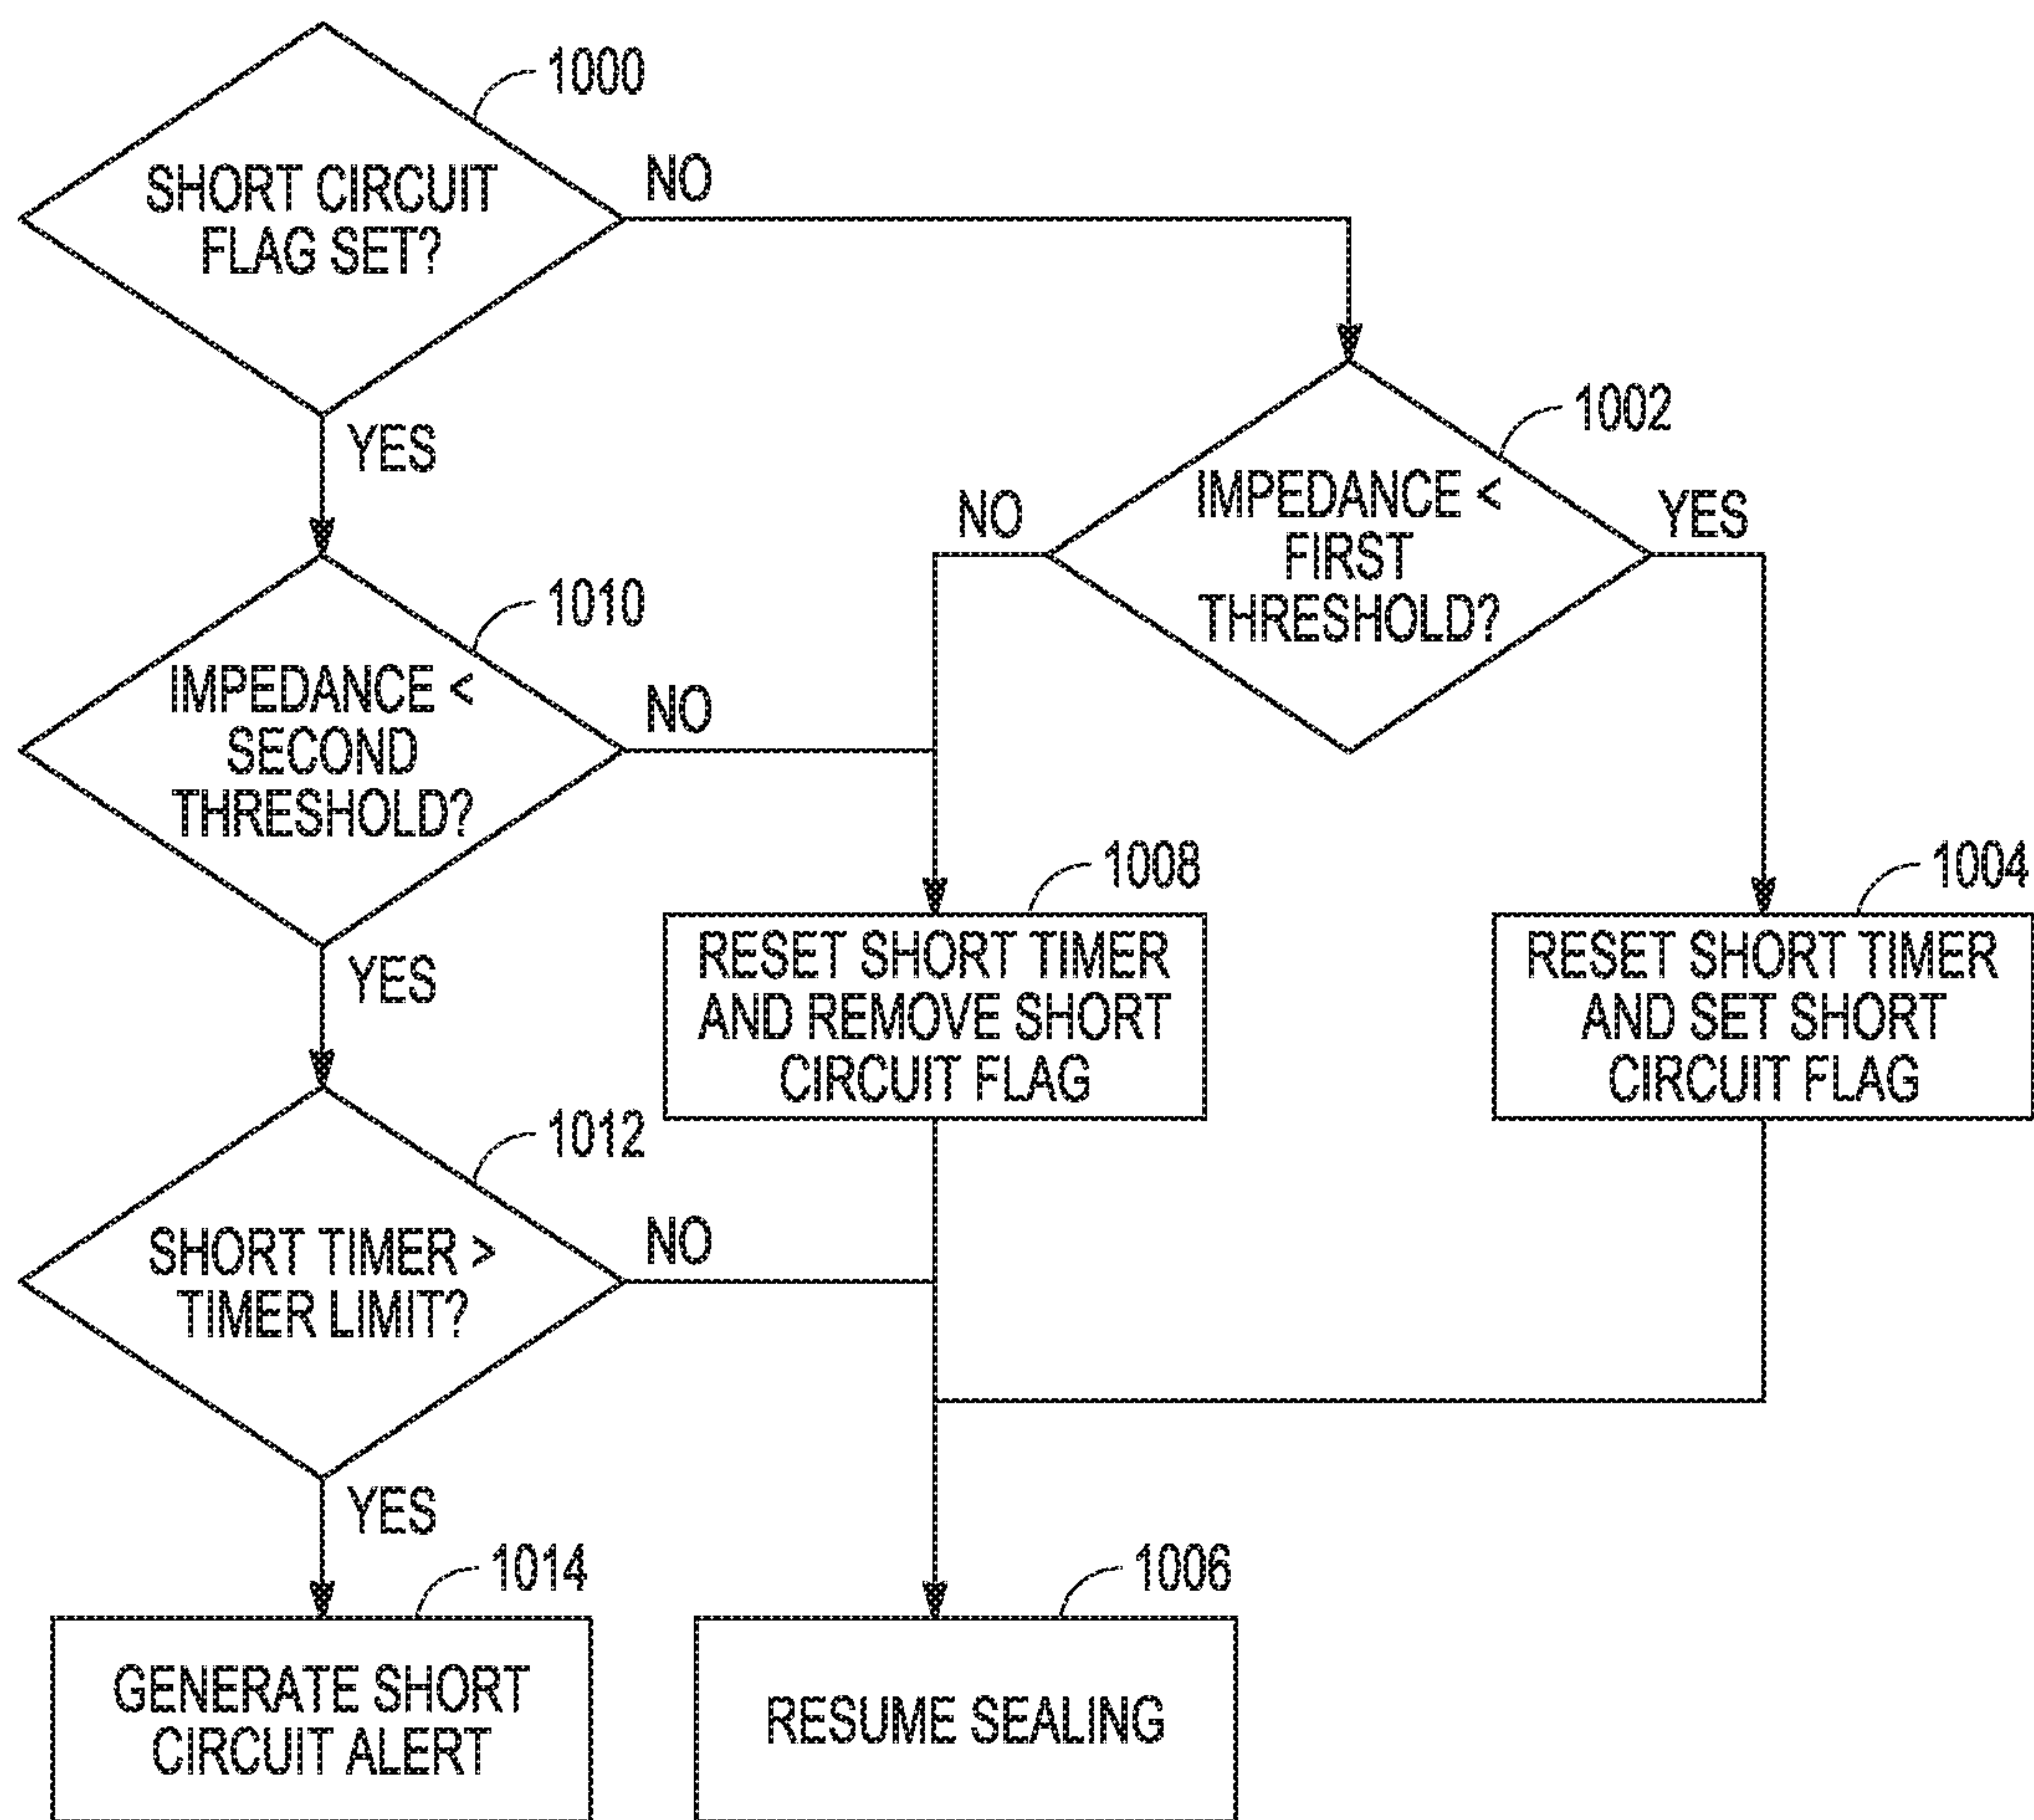 1000
SHORT CIRCUIT
FLAG SET?
NO
YES
1002
IMPEDANCE <
FIRST
THRESHOLD?
NO
YES
1010
IMPEDANCE <
SECOND
THRESHOLD?
NO
YES
1008
RESET SHORT TIMER
AND REMOVE SHORT
CIRCUIT FLAG
1004
RESET SHORT TIMER
AND SET SHORT
CIRCUIT FLAG
1012
SHORT TIMER >
TIMER LIMIT?
NO
YES
1014
GENERATE SHORT
CIRCUIT ALERT
1006
RESUME SEALING